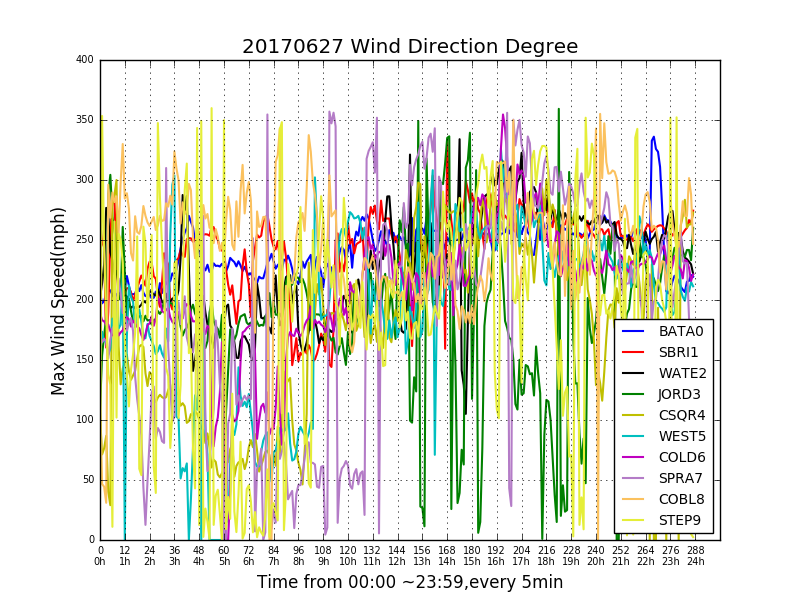 20170627 Wind Direction Degree
Max Wind Speed(mph)
400
350
300
250
200
150
100
50
0
BATA0
SBRI1
WATE2
JORD3
CSQR4
WEST5
COLD6
SPRA7
COBL8
STEP9
0 12 24 36 48 60 72 84 96 108 120 132 144 156 168 180 192 204 216 228 240 252 264 276 288
0h 1h 2h 3h 4h 5h 6h 7h 8h 9h 10h 11h 12h 13h 14h 15h 16h 17h 18h 19h 20h 21h 22h 23h 24h
Time from 00:00 ~23:59,every 5min